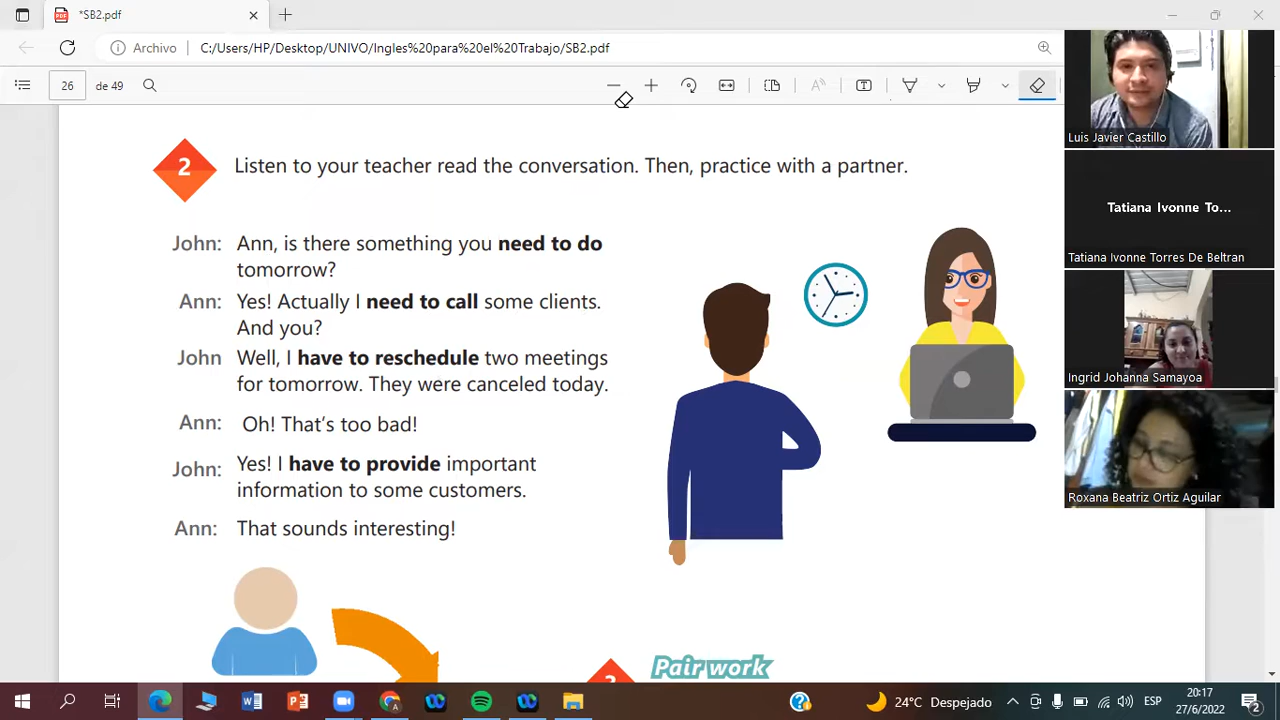 *SB2.pdf
Archivo
C:/Users/HP/Desktop/UNIVO/Ingles%20para%20el%20Trabajo/SB2.pdf
26
de 49
2
Listen to your teacher read the conversation. Then, practice with a partner.
John: Ann, is there something you need to do
tomorrow?
Ann: Yes! Actually I need to call some clients.
And you?
John Well, I have to reschedule two meetings
for tomorrow. They were canceled today.
Ann: Oh! That's too bad!
John: Yes! I have to provide important
information to some customers.
Ann: That sounds interesting!
Pair work
Luis Javier Castillo
Tatiana Ivonne To...
Tatiana Ivonne Torres De Beltran
Ingrid Johanna Samayoa
Roxana Beatriz Ortiz Aguilar
24°C Despejado
ESP
20:17
27/6/2022
2